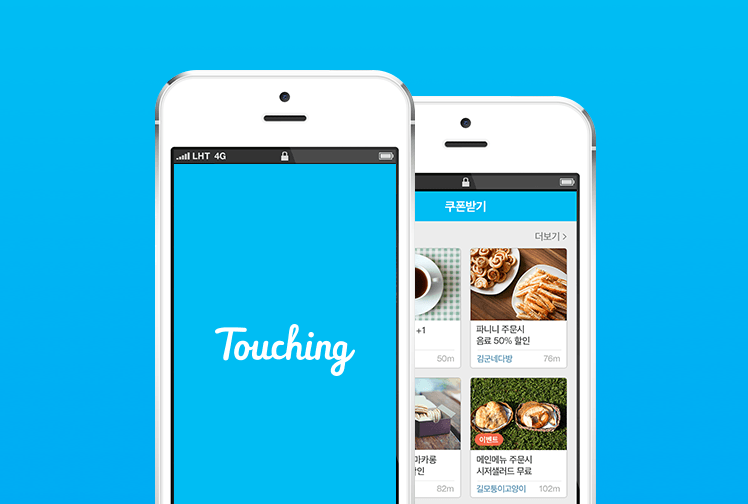 LHT 4G
Touching
쿠폰받기
더보기 >
+1
50m
파니니 주문시
음료 50% 할인
김군네다방 76m
마카롱
할인
이벤트
메인메뉴 주문시
시저샐러드 무료
길모퉁이고양이 102m